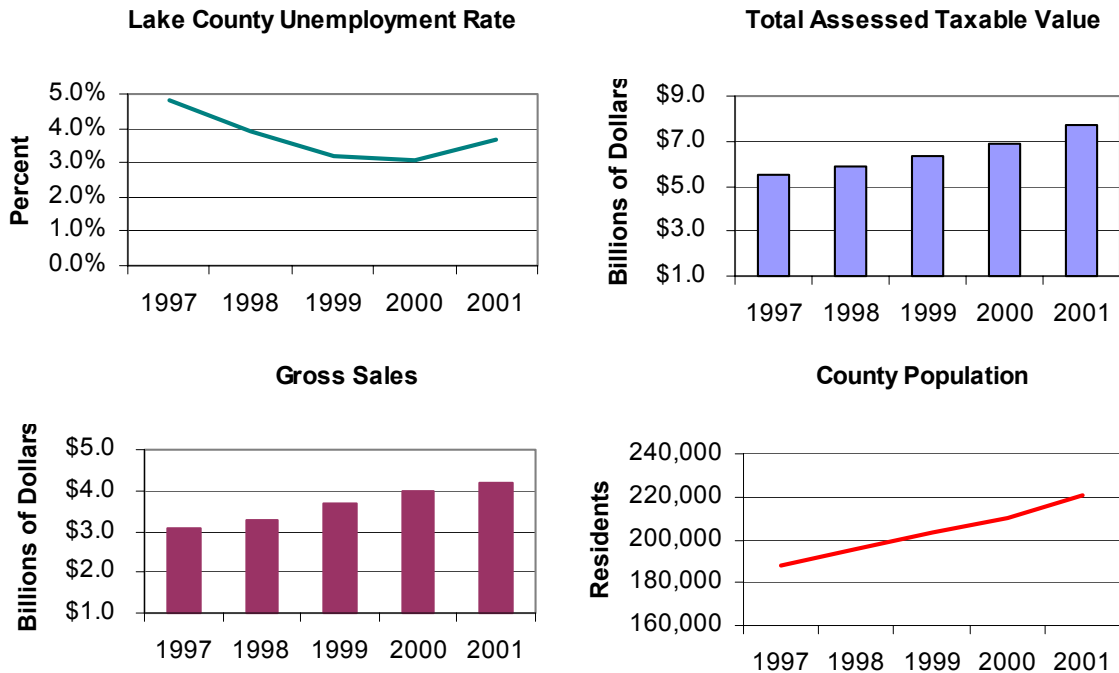 Lake County Unemployment Rate
Percent
5.0%
4.0%
3.0%
2.0%
1.0%
0.0%
1997 1998 1999 2000 2001
Total Assessed Taxable Value
Billions of Dollars
$9.0
$7.0
$5.0
$3.0
$1.0
1997 1998 1999 2000 2001
Gross Sales
Billions of Dollars
$5.0
$4.0
$3.0
$2.0
$1.0
1997 1998 1999 2000 2001
County Population
Residents
240,000
220,000
200,000
180,000
160,000
1997 1998 1999 2000 2001